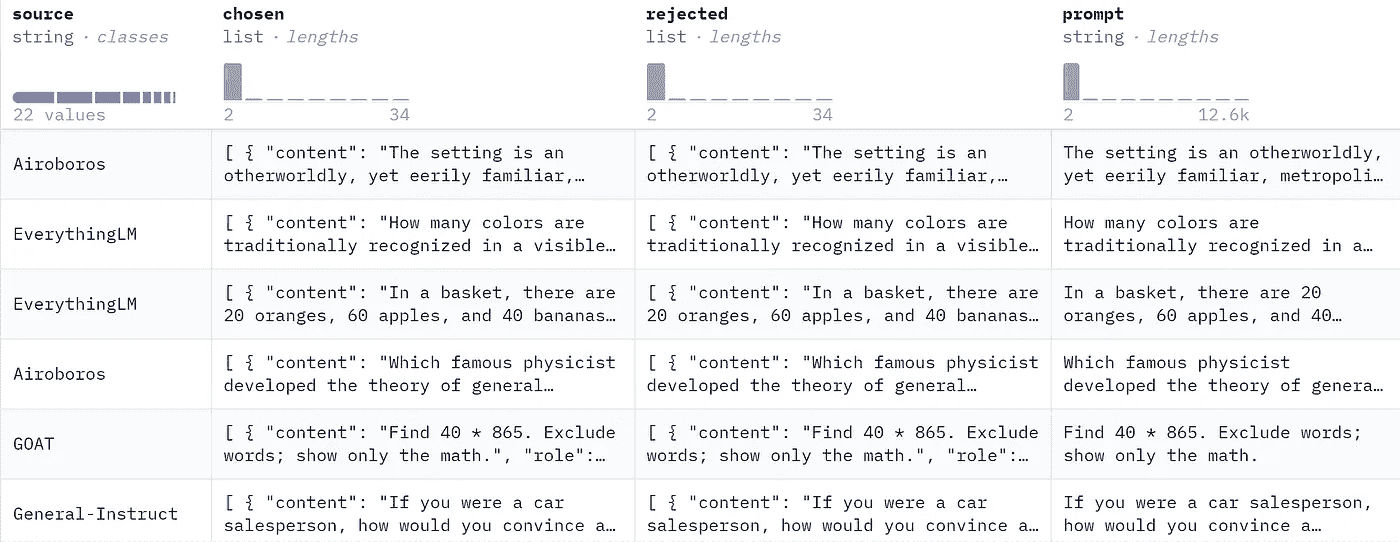 source chosen rejected prompt
string · classes list · lengths list · lengths string · lengths
22 values 2 34 2 34 2 12.6k
Airoboros
[ { "content": "The setting is an
otherworldly, yet eerily familiar,…
[ { "content": "The setting is an
otherworldly, yet eerily familiar,…
The setting is an otherworldly,
yet eerily familiar, metropoli…
EverythingLM
[ { "content": "How many colors are
traditionally recognized in a visible…
[ { "content": "How many colors are
traditionally recognized in a visible…
How many colors are
traditionally recognized in a…
EverythingLM
[ { "content": "In a basket, there are
20 oranges, 60 apples, and 40 bananas…
[ { "content": "In a basket, there are
20 oranges, 60 apples, and 40 bananas…
In a basket, there are 20
oranges, 60 apples, and 40…
Airoboros
[ { "content": "Which famous physicist
developed the theory of general…
[ { "content": "Which famous physicist
developed the theory of general…
Which famous physicist
developed the theory of genera…
GOAT
[ { "content": "Find 40 * 865. Exclude
words; show only the math.", "role":…
[ { "content": "Find 40 * 865. Exclude
words; show only the math.", "role":…
Find 40 * 865. Exclude words;
show only the math.
General-Instruct
[ { "content": "If you were a car
salesperson, how would you convince a…
[ { "content": "If you were a car
salesperson, how would you convince a…
If you were a car salesperson,
how would you convince a…